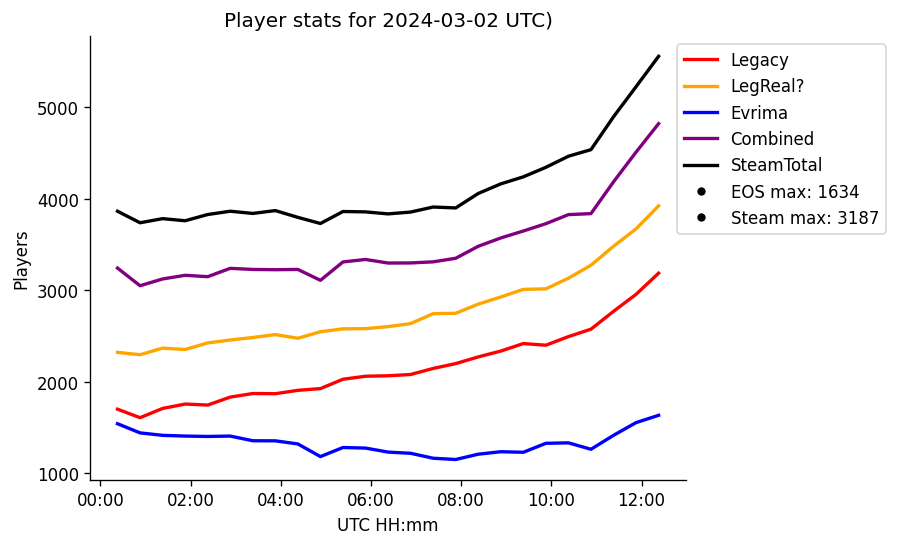 Player stats for 2024-03-02 UTC)
Legacy
LegReal?
Evrima
Combined
SteamTotal
EOS max: 1634
Steam max: 3187
Players
5000
4000
3000
2000
1000
00:00 02:00 04:00 06:00 08:00 10:00 12:00
UTC HH:mm